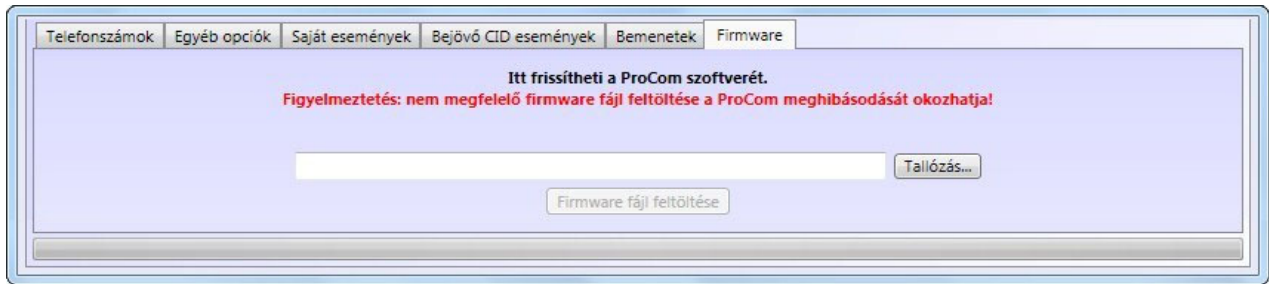 Telefonszámok Egyéb opciók Saját események Bejövő CID események Bemenetek Firmware
Itt frissítheti a ProCom szoftverét.
Figyelmeztetés: nem megfelelő firmware fájl feltöltése a ProCom meghibásodását okozhatja!
Tallózás...
Firmware fájl feltöltése